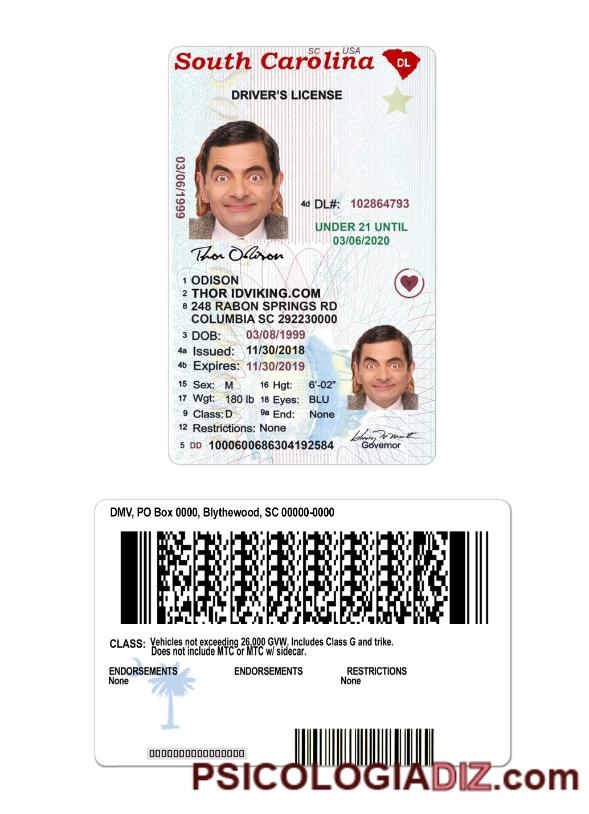 SC USA
South Carolina DL
DRIVER'S LICENSE
03/06/1999
4d DL#: 102864793
UNDER 21 UNTIL
03/06/2020
Thor Odison
1 ODISON
2 THOR IDVIKING.COM
8 248 RABON SPRINGS RD
COLUMBIA SC 292230000
3 DOB: 03/08/1999
4a Issued: 11/30/2018
4b Expires: 11/30/2019
15 Sex: M 16 Hgt: 6'-02"
17 Wgt: 180 lb 18 Eyes: BLU
9 Class: D 9a End: None
12 Restrictions: None
5 DD 1000600686304192584
Governor
Y
DMV, PO Box 0000, Blythewood, SC 00000-0000
CLASS: Vehicles not exceeding 26,000 GVW. Includes Class G and trike.
Does not include MTC or MTC w/ sidecar.
ENDORSEMENTS ENDORSEMENTS RESTRICTIONS
None None
PSICOLOGIADIZ.com